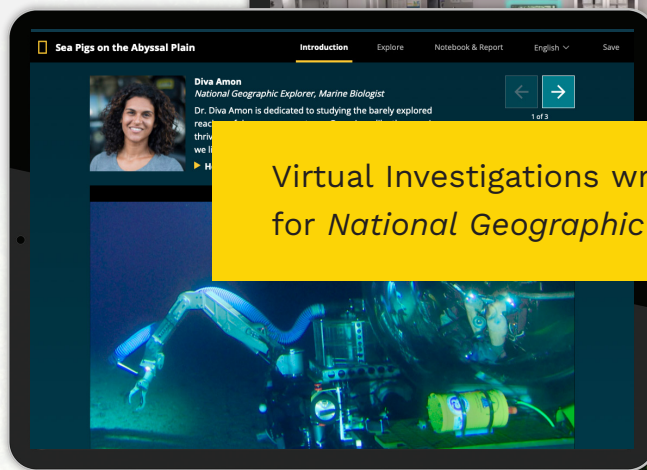 Sea Pigs on the Abyssal Plain
Introduction
Explore
Notebook & Report
English
Save
Diva Amon
National Geographic Explorer, Marine Biologist
Dr. Diva Amon is dedicated to studying the barely explored
we
1 of 3
Virtual Investigations
for National Geographic